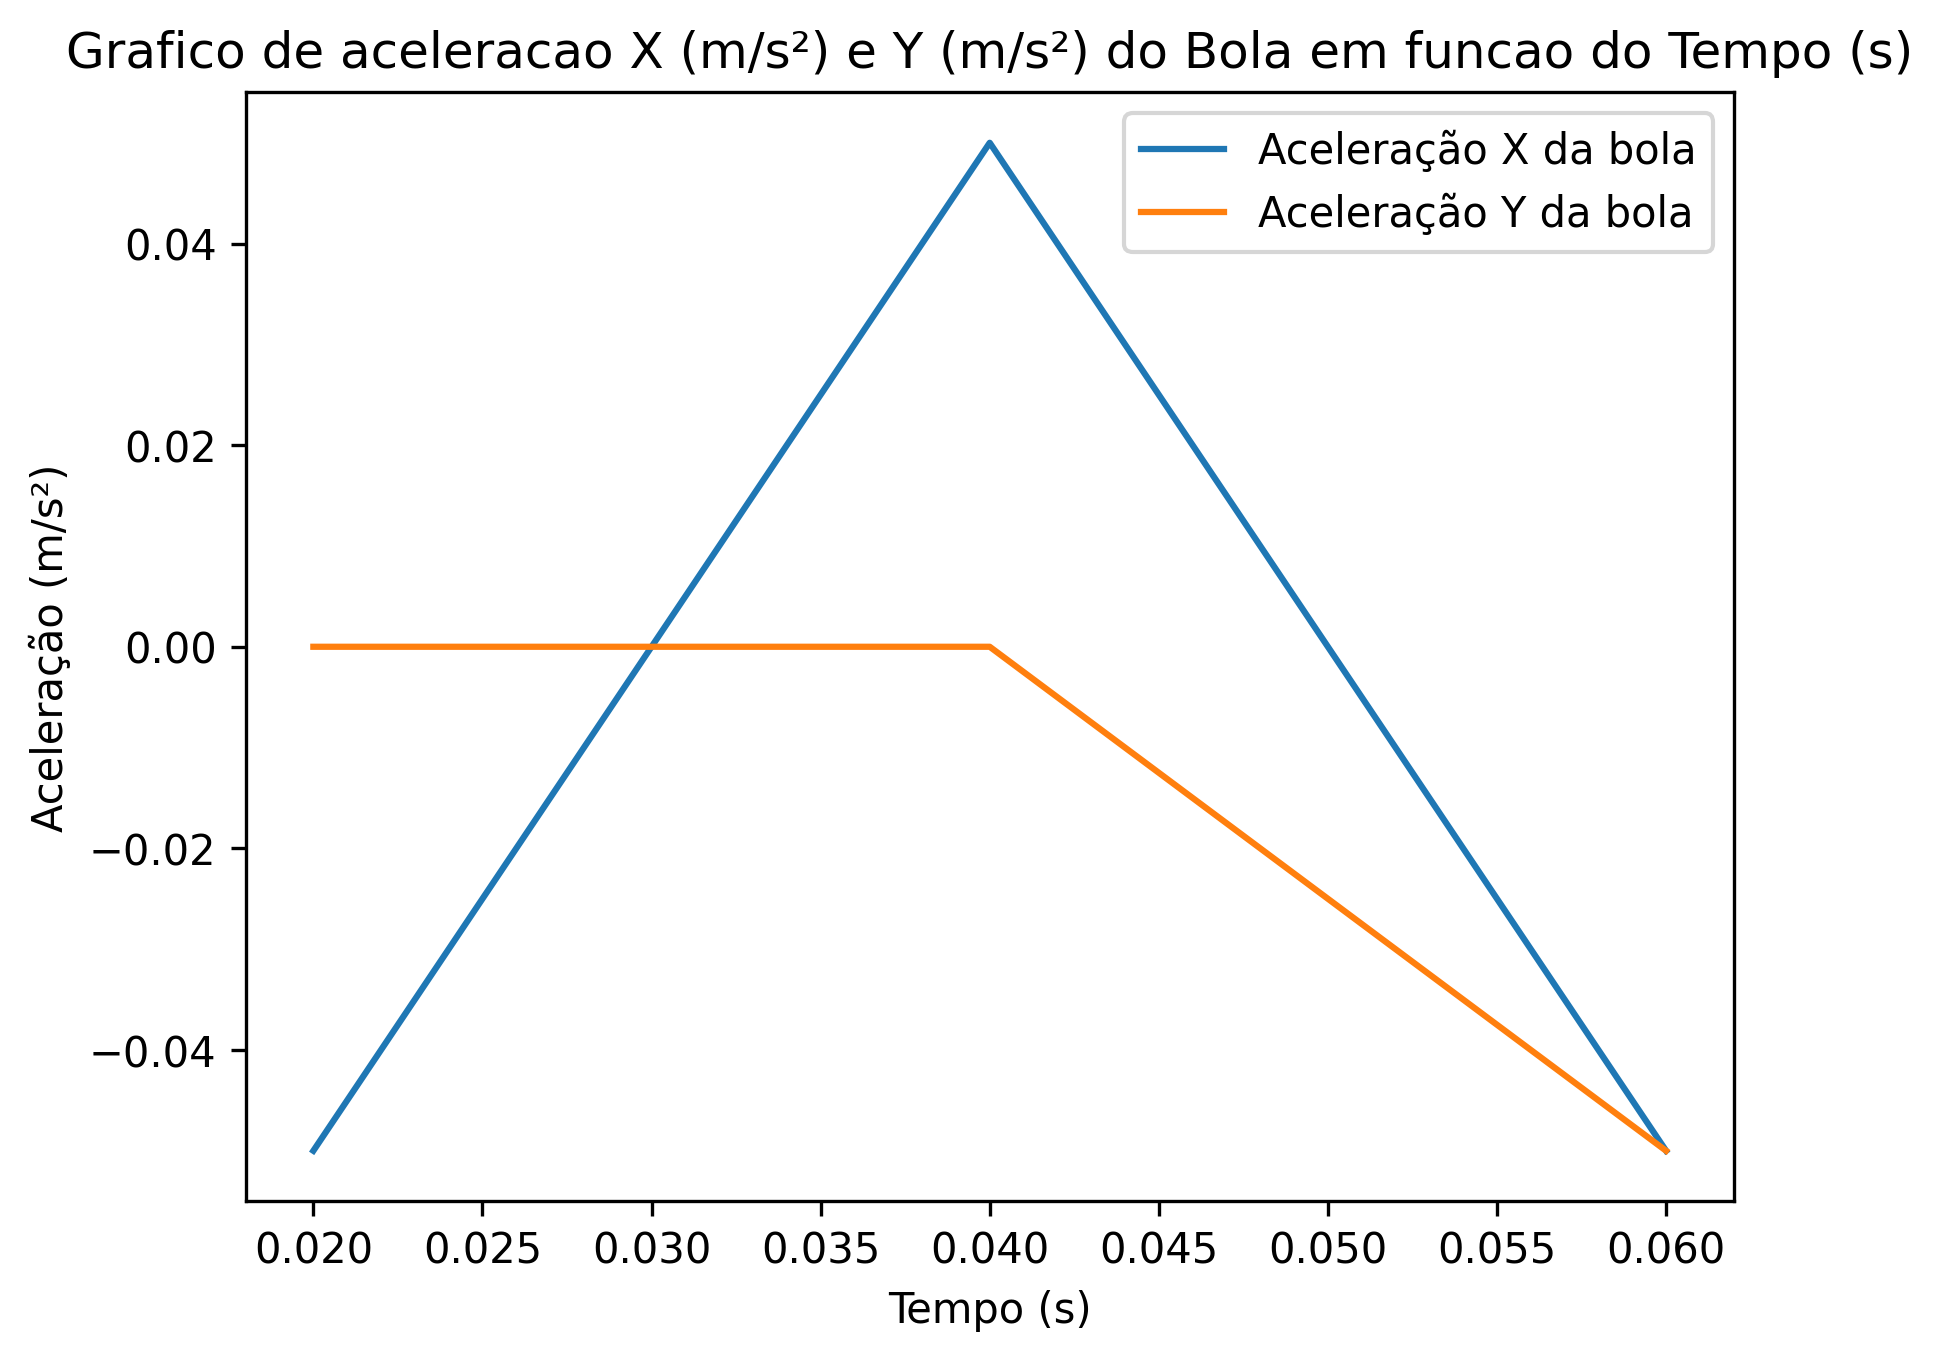 Grafico de aceleracao X (m/s²) e Y (m/s²) do Bola em funcao do Tempo (s)
Aceleração X da bola
Aceleração Y da bola
Aceleração (m/s²)
0.04
0.02
0.00
−0.02
−0.04
0.020 0.025 0.030 0.035 0.040 0.045 0.050 0.055 0.060
Tempo (s)